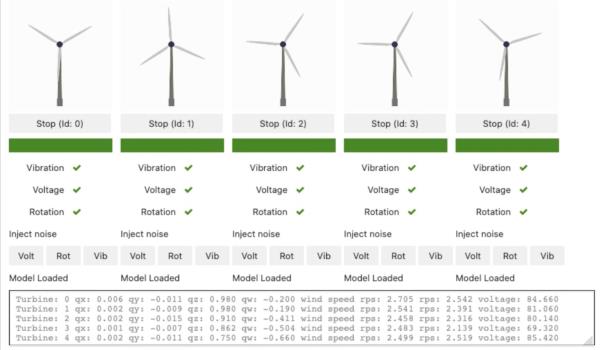 Stop (Id: 0) Stop (Id: 1) Stop (Id: 2) Stop (Id: 3) Stop (Id: 4)
Vibration ✔ Vibration ✔ Vibration ✔ Vibration ✔ Vibration ✔
Voltage ✔ Voltage ✔ Voltage ✔ Voltage ✔ Voltage ✔
Rotation ✔ Rotation ✔ Rotation ✔ Rotation ✔ Rotation ✔
Inject noise Inject noise Inject noise Inject noise Inject noise
Volt Rot Vib Volt Rot Vib Volt Rot Vib Volt Rot Vib Volt Rot Vib
Model Loaded Model Loaded Model Loaded Model Loaded Model Loaded
Turbine: 0 qx: 0.006 qy: -0.011 qz: 0.980 qw: -0.200 wind speed rps: 2.705 rps: 2.542 voltage: 84.660
Turbine: 1 qx: 0.002 qy: -0.009 qz: 0.980 qw: -0.190 wind speed rps: 2.541 rps: 2.391 voltage: 81.060
Turbine: 2 qx: 0.002 qy: -0.015 qz: 0.910 qw: -0.411 wind speed rps: 2.458 rps: 2.316 voltage: 80.140
Turbine: 3 qx: 0.001 qy: -0.007 qz: 0.862 qw: -0.504 wind speed rps: 2.483 rps: 2.139 voltage: 69.320
Turbine: 4 qx: 0.002 qy: -0.011 qz: 0.750 qw: -0.660 wind speed rps: 2.499 rps: 2.519 voltage: 85.420